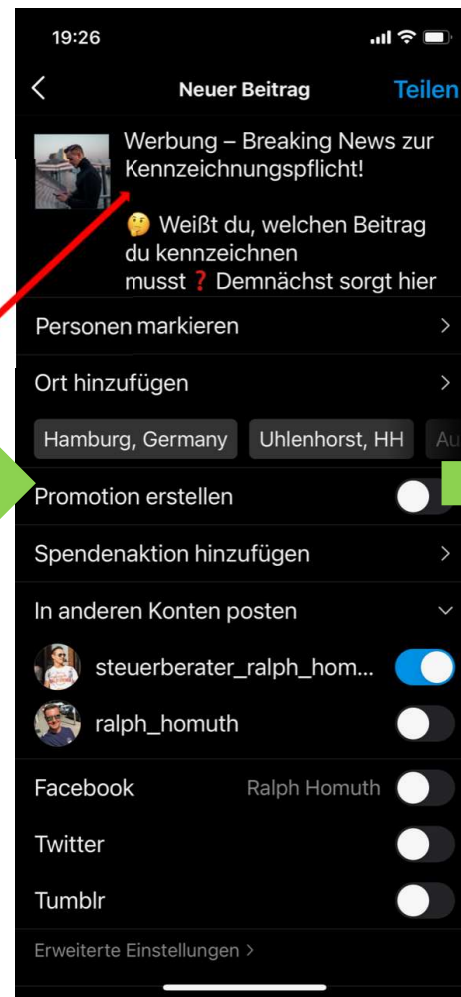 19:26
Neuer Beitrag Teilen
Werbung – Breaking News zur
Kennzeichnungspflicht!
🤔 Weißt du, welchen Beitrag
du kennzeichnen
musst❓Demnächst sorgt hier
Personen markieren
Ort hinzufügen
Hamburg, Germany Uhlenhorst, HH Au
Promotion erstellen
Spendenaktion hinzufügen
In anderen Konten posten
steuerberater_ralph_hom...
ralph_homuth
Facebook Ralph Homuth
Twitter
Tumblr
Erweiterte Einstellungen >